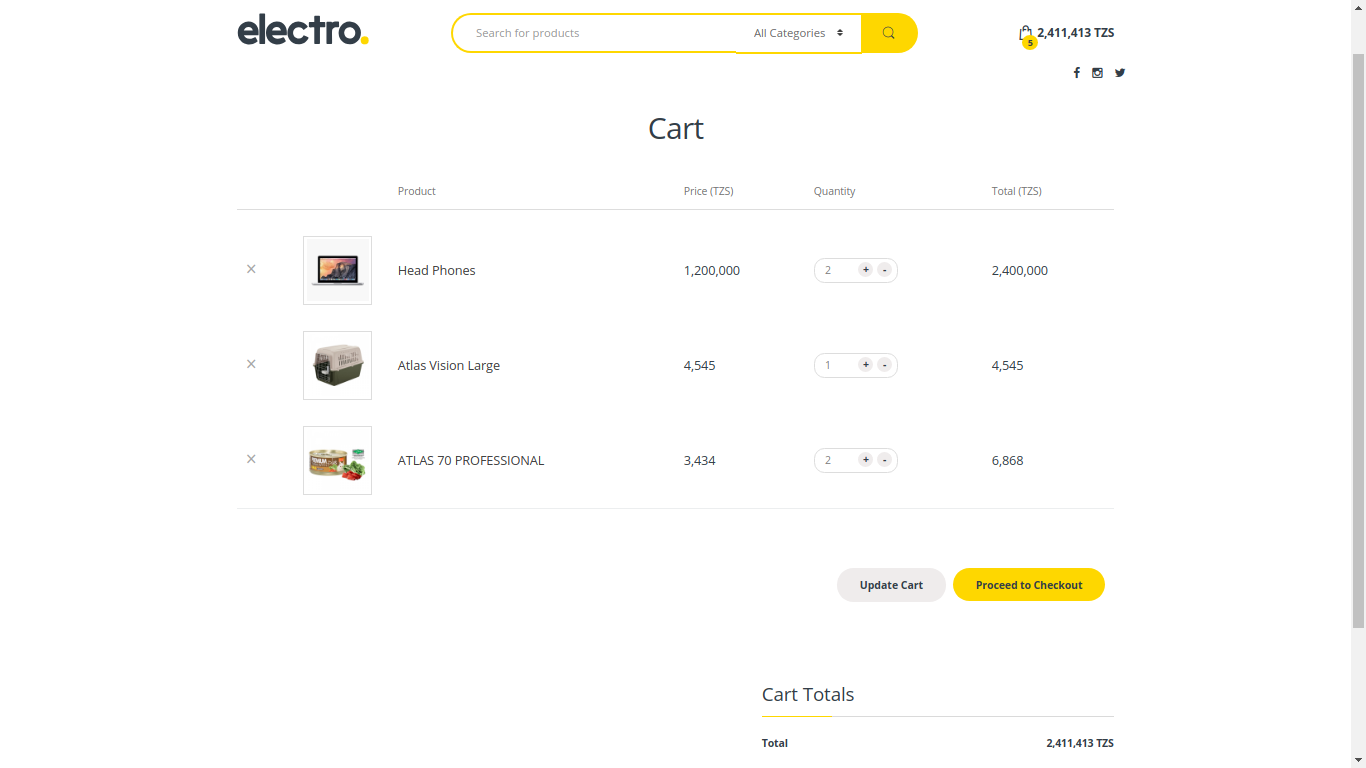 electro.
Search for products All Categories
2,411,413 TZS
5
Cart
Product Price (TZS) Quantity Total (TZS)
× Head Phones 1,200,000 2 + - 2,400,000
× Atlas Vision Large 4,545 1 + - 4,545
× ATLAS 70 PROFESSIONAL 3,434 2 + - 6,868
Update Cart Proceed to Checkout
Cart Totals
Total 2,411,413 TZS